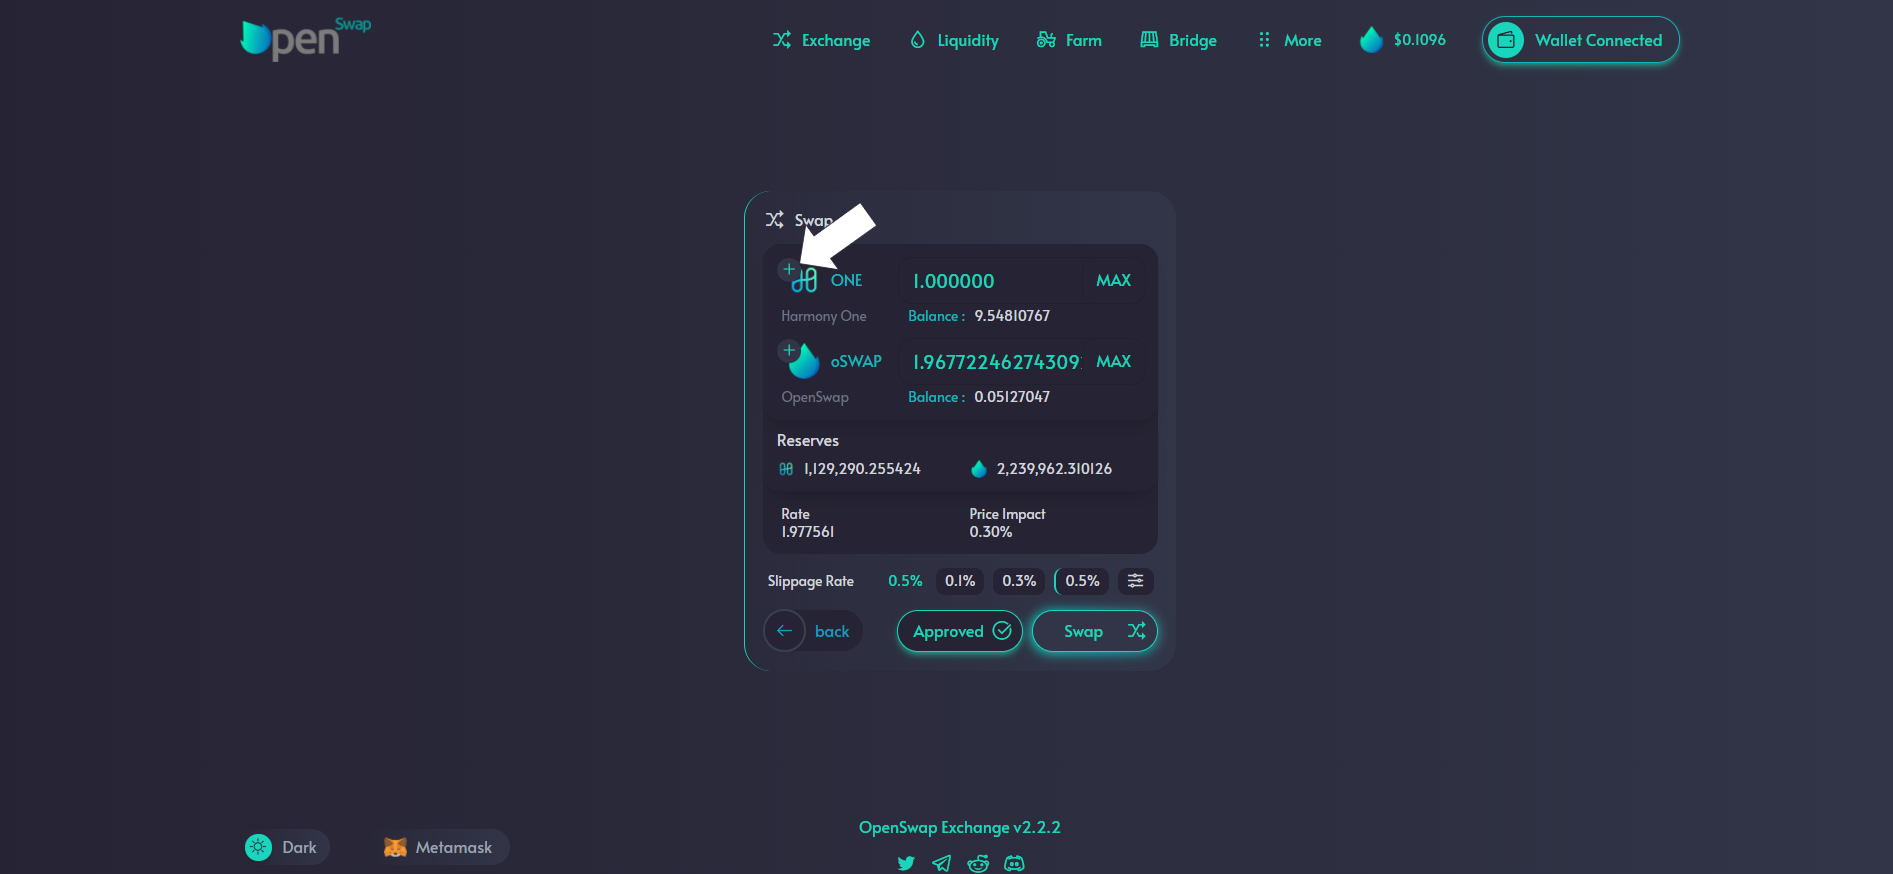 OpenSwap
Exchange Liquidity Farm Bridge More $0.1096 Wallet Connected
Swap
ONE 1.000000 MAX
Harmony One Balance : 9.54810767
oSWAP 1.96772246274309 MAX
OpenSwap Balance : 0.05127047
Reserves
1,129,290.255424 2,239,962.310126
Rate Price Impact
1.977561 0.30%
Slippage Rate 0.5% 0.1% 0.3% 0.5%
back Approved Swap
OpenSwap Exchange v2.2.2
Dark Metamask